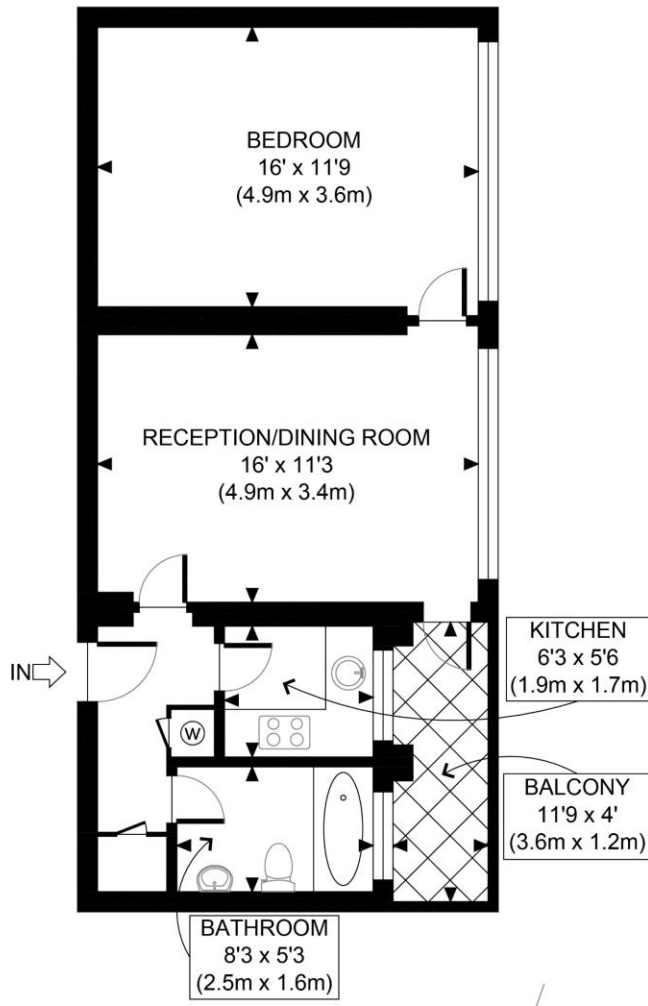 BEDROOM
16' x 11'9
(4.9m x 3.6m)
RECEPTION/DINING ROOM
16' x 11'3
(4.9m x 3.4m)
KITCHEN
6'3 x 5'6
(1.9m x 1.7m)
IN
W
BALCONY
11'9 x 4'
(3.6m x 1.2m)
BATHROOM
8'3 x 5'3
(2.5m x 1.6m)